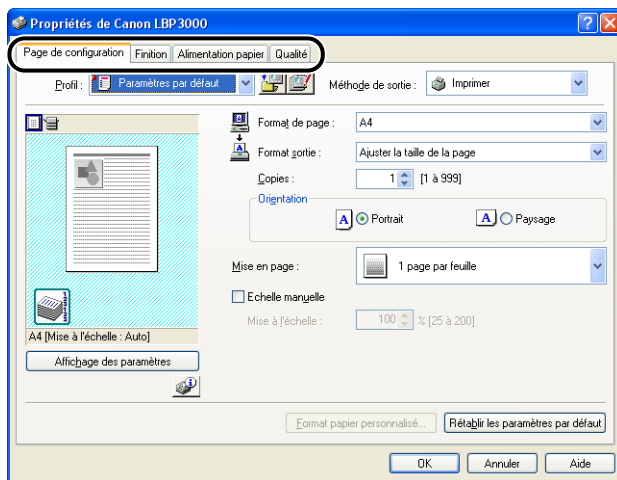 Propriétés de Canon LBP3000
Page de configuration Finition Alimentation papier Qualité
Profil : Paramètres par défaut Méthode de sortie : Imprimer
Format de page : A4
Format sortie : Ajuster la taille de la page
Copies : 1 [1 à 999]
Orientation
A Portrait A Paysage
Mise en page : 1 page par feuille
Echelle manuelle
Mise à l'échelle : 100 % [25 à 200]
A4 [Mise à l'échelle : Auto]
Affichage des paramètres
Format papier personnalisé... Rétablir les paramètres par défaut
OK Annuler Aide